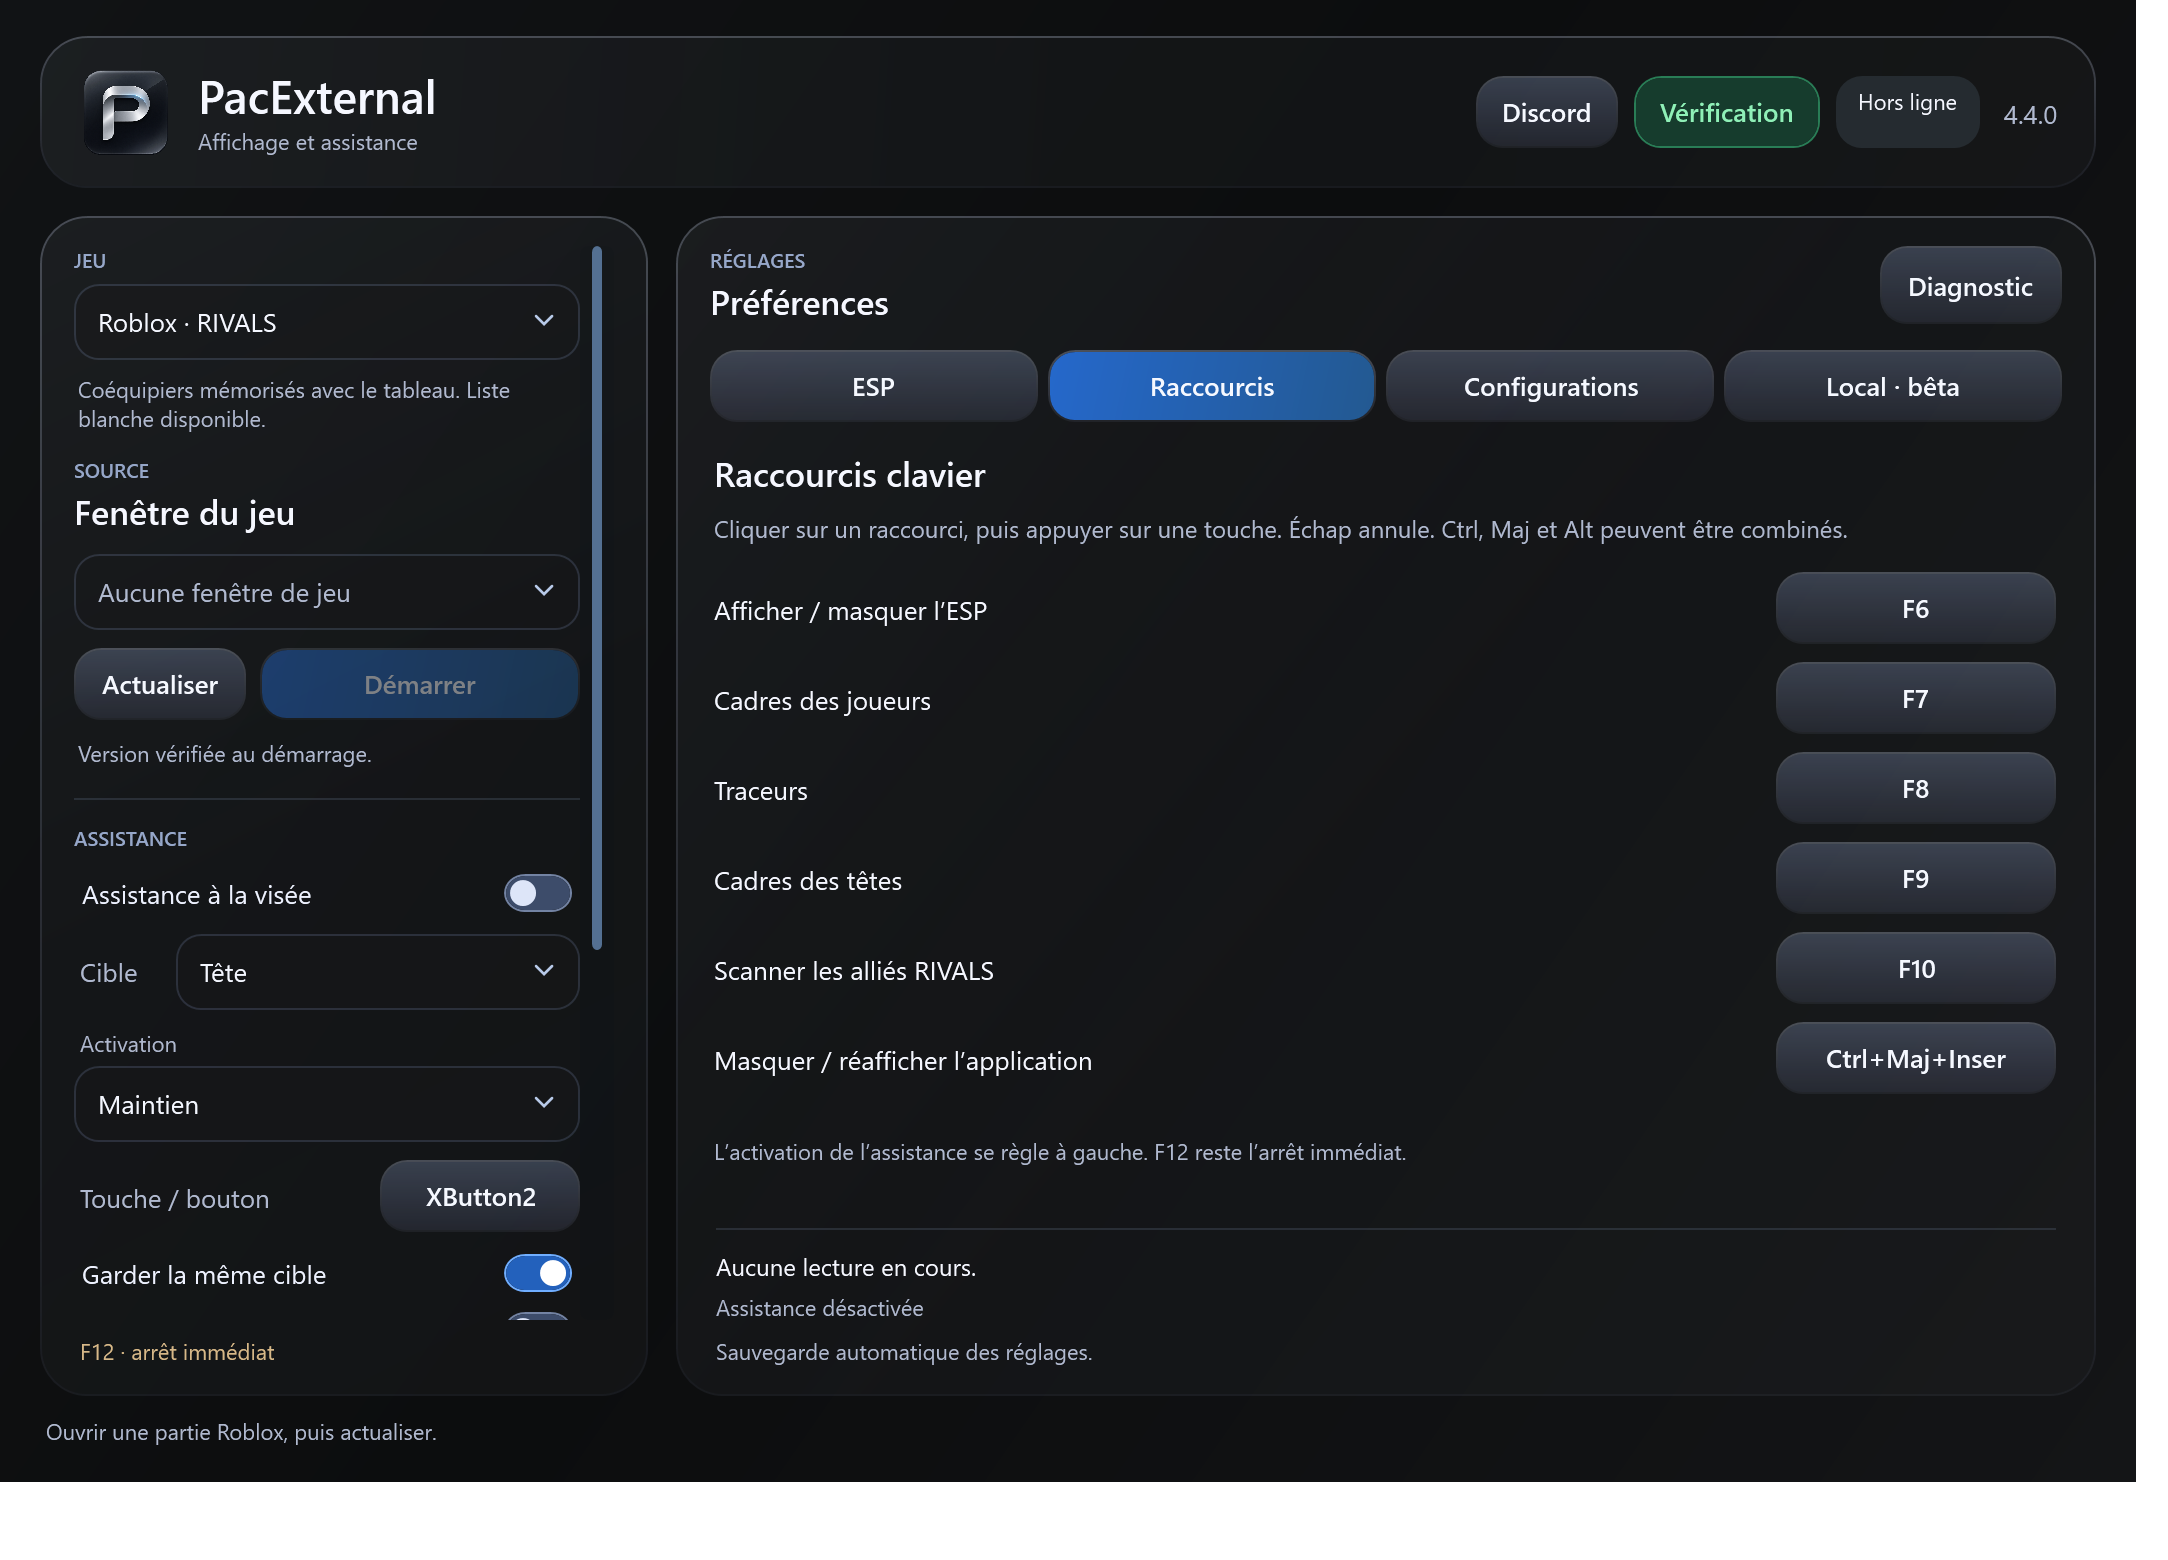 PacExternal
Affichage et assistance
Discord
Vérification
Hors ligne
4.4.0
JEU
Roblox · RIVALS
Coéquipiers mémorisés avec le tableau. Liste
blanche disponible.
SOURCE
Fenêtre du jeu
Aucune fenêtre de jeu
Actualiser
Démarrer
Version vérifiée au démarrage.
ASSISTANCE
Assistance à la visée
Cible
Tête
Activation
Maintien
Touche / bouton
XButton2
Garder la même cible
F12 · arrêt immédiat
RÉGLAGES
Préférences
Diagnostic
ESP
Raccourcis
Configurations
Local · bêta
Raccourcis clavier
Cliquer sur un raccourci, puis appuyer sur une touche. Échap annule. Ctrl, Maj et Alt peuvent être combinés.
Afficher / masquer l’ESP
F6
Cadres des joueurs
F7
Traceurs
F8
Cadres des têtes
F9
Scanner les alliés RIVALS
F10
Masquer / réafficher l’application
Ctrl+Maj+Inser
L’activation de l’assistance se règle à gauche. F12 reste l’arrêt immédiat.
Aucune lecture en cours.
Assistance désactivée
Sauvegarde automatique des réglages.
Ouvrir une partie Roblox, puis actualiser.